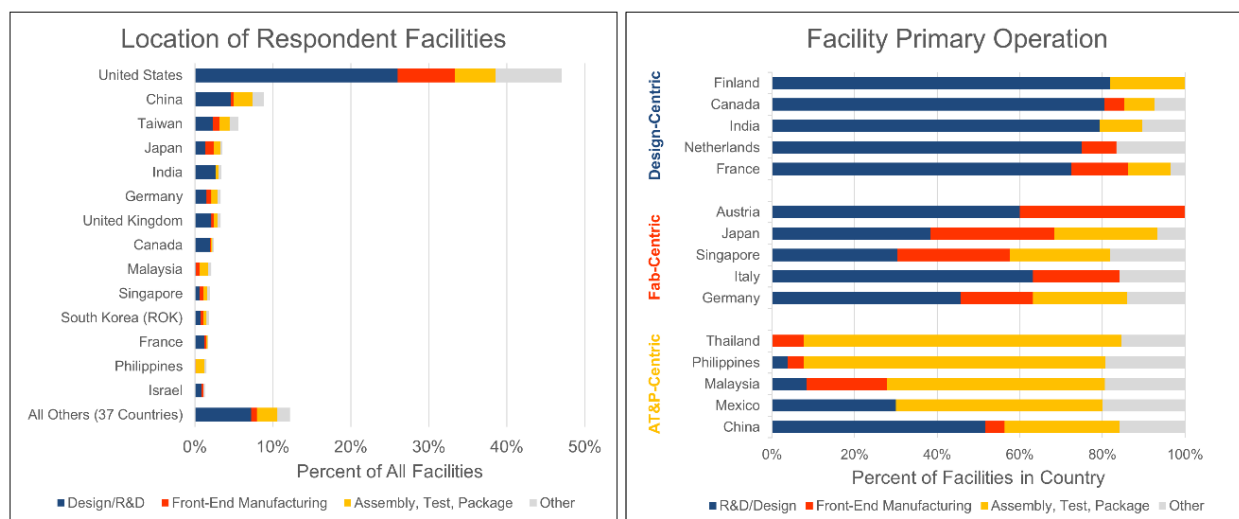 Location of Respondent Facilities
United States
China
Taiwan
Japan
India
Germany
United Kingdom
Canada
Malaysia
Singapore
South Korea (ROK)
France
Philippines
Israel
All Others (37 Countries)
0% 10% 20% 30% 40% 50%
Percent of All Facilities
Design/R&D Front-End Manufacturing Assembly, Test, Package Other
Facility Primary Operation
Design-Centric
Finland
Canada
India
Netherlands
France
Fab-Centric
Austria
Japan
Singapore
Italy
Germany
AT&P-Centric
Thailand
Philippines
Malaysia
Mexico
China
0% 20% 40% 60% 80% 100%
Percent of Facilities in Country
R&D/Design Front-End Manufacturing Assembly, Test, Package Other